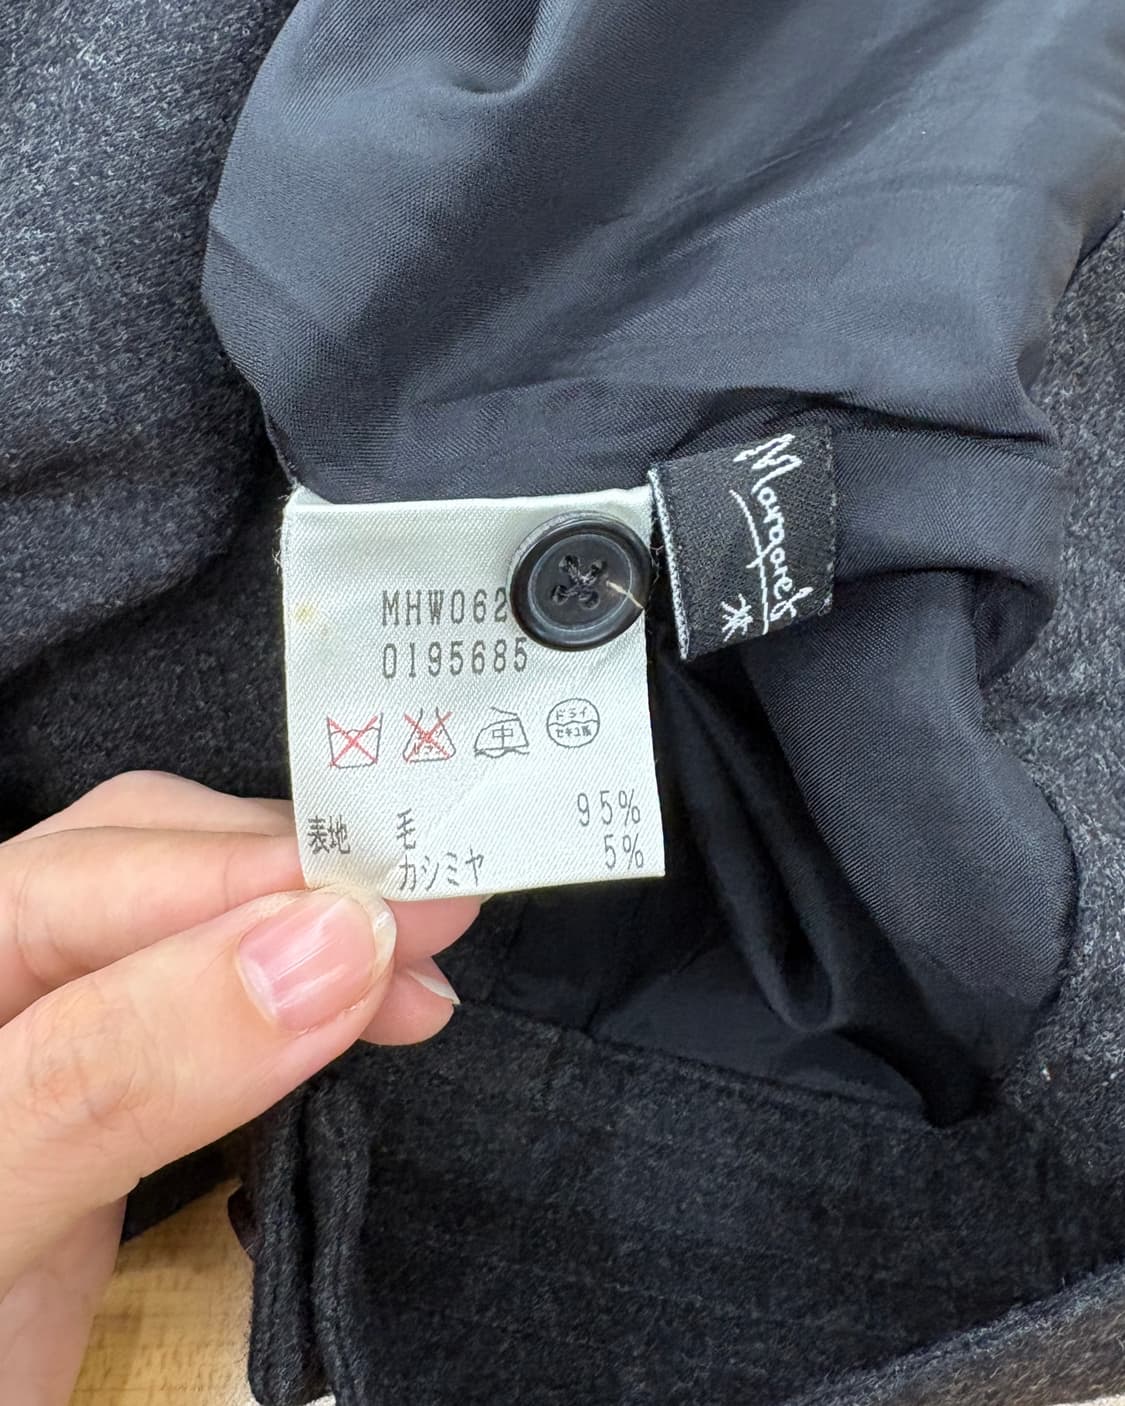 MHW062
0195685
中
ドライ
セキユ系
表地 毛 95%
カシミヤ 5%
Margaret